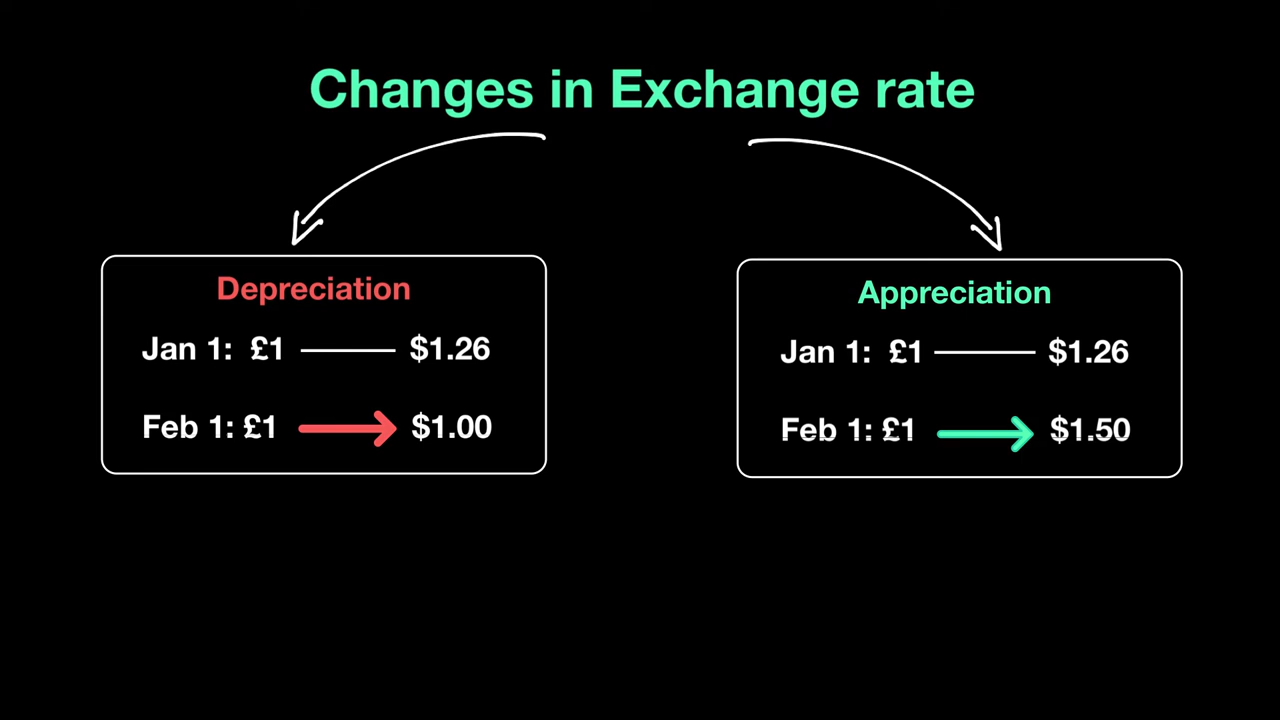 Changes in Exchange rate
Depreciation
Jan 1: £1 $1.26
Feb 1: £1 $1.00
Appreciation
Jan 1: £1 $1.26
Feb 1: £1 $1.50